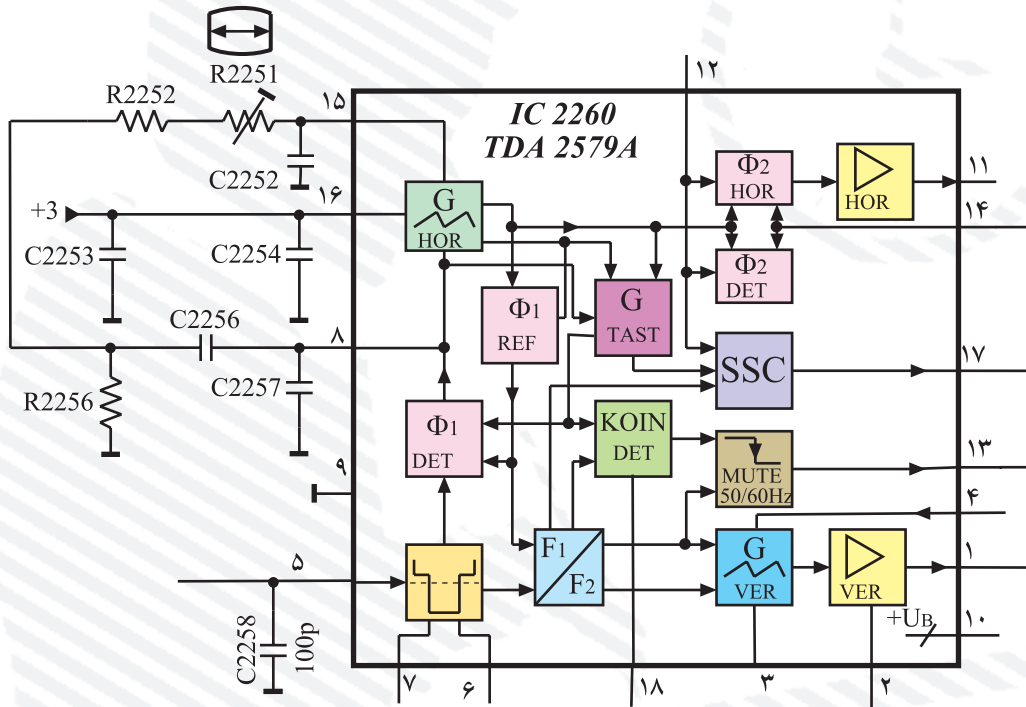 R2251
R2252
۱۵
۱۲
IC 2260
TDA 2579A
C2252
۱۶
+3
C2253
C2254
G
HOR
Φ2
HOR
HOR
۱۱
۱۴
Φ2
DET
Φ1
REF
G
TAST
C2256
۸
R2256
C2257
SSC
۱۷
Φ1
DET
KOIN
DET
MUTE
50/60Hz
۱۳
۹
۴
۵
F1
F2
G
VER
VER
۱
+UB
۱۰
C2258
100p
۷
۶
۱۸
۳
۲